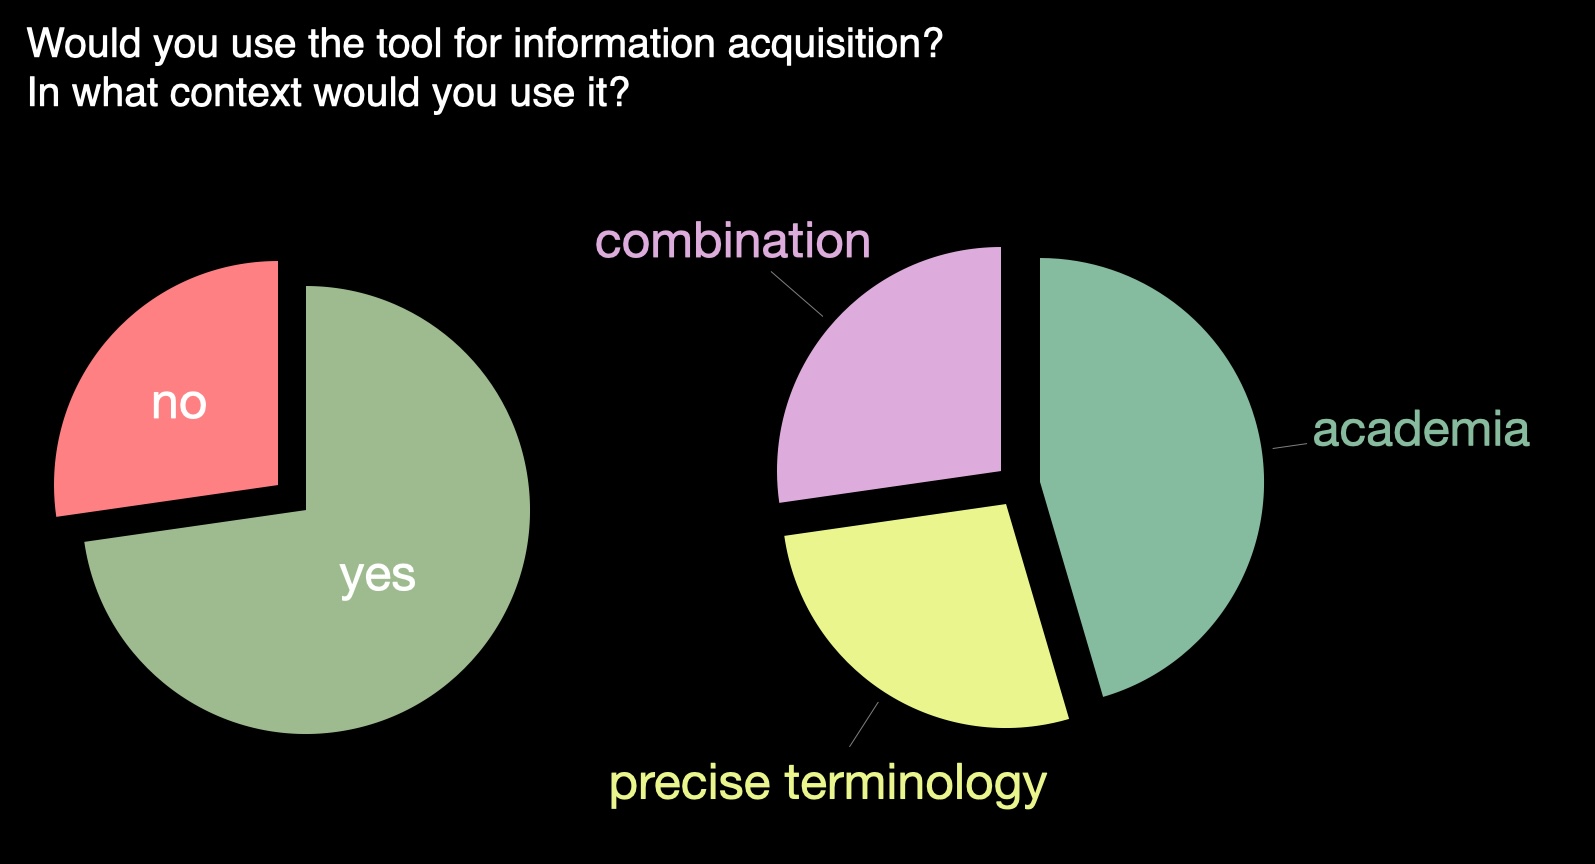 Would you use the tool for information acquisition?
In what context would you use it?
combination
no
academia
yes
precise terminology